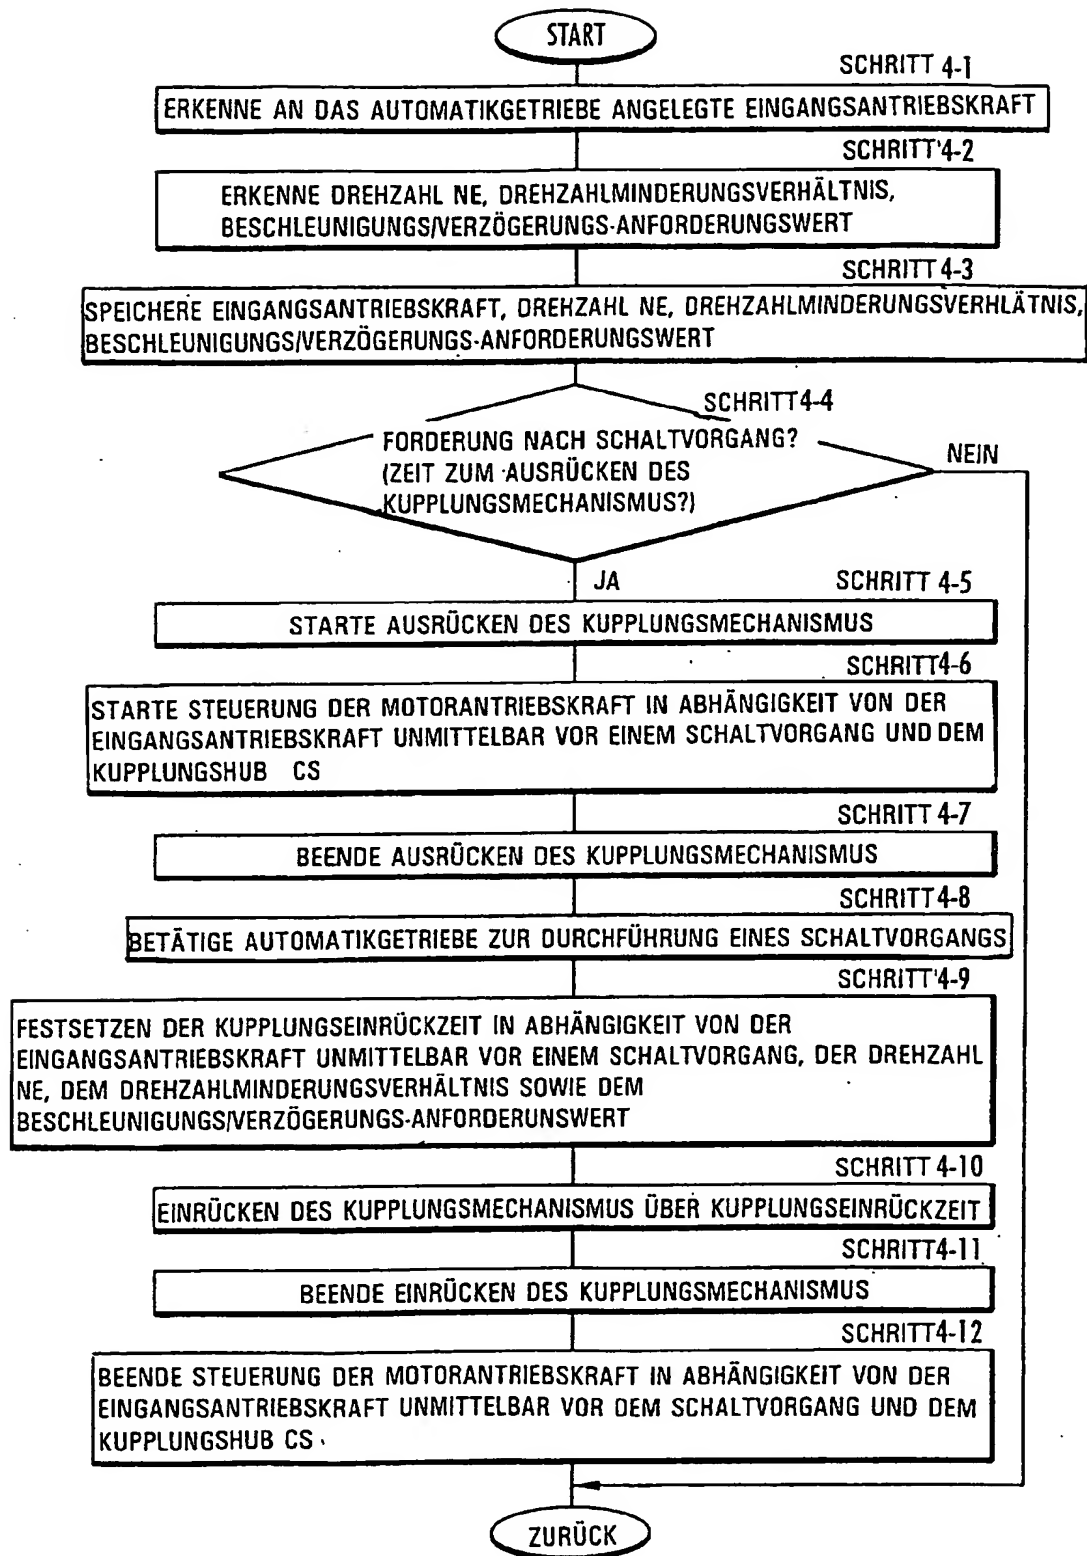 START
SCHRITT 4-1
ERKENNE AN DAS AUTOMATIKGETRIEBE ANGELEGTE EINGANGSANTRIEBSKRAFT
SCHRITT 4-2
ERKENNE DREHZAHL NE, DREHZAHLMINDERUNGSVERHÄLTNIS,
BESCHLEUNIGUNGS/VERZÖGERUNGS-ANFORDERUNGSWERT
SCHRITT 4-3
SPEICHERE EINGANGSANTRIEBSKRAFT, DREHZAHL NE, DREHZAHLMINDERUNGSVERHLÄTNIS,
BESCHLEUNIGUNGS/VERZÖGERUNGS-ANFORDERUNGSWERT
SCHRITT 4-4
FORDERUNG NACH SCHALTVORGANG?
(ZEIT ZUM AUSRÜCKEN DES
KUPPLUNGSMECHANISMUS?)
NEIN
JA
SCHRITT 4-5
STARTE AUSRÜCKEN DES KUPPLUNGSMECHANISMUS
SCHRITT 4-6
STARTE STEUERUNG DER MOTORANTRIEBSKRAFT IN ABHÄNGIGKEIT VON DER
EINGANGSANTRIEBSKRAFT UNMITTELBAR VOR EINEM SCHALTVORGANG UND DEM
KUPPLUNGSHUB CS
SCHRITT 4-7
BEENDE AUSRÜCKEN DES KUPPLUNGSMECHANISMUS
SCHRITT 4-8
BETÄTIGE AUTOMATIKGETRIEBE ZUR DURCHFÜHRUNG EINES SCHALTVORGANGS
SCHRITT 4-9
FESTSETZEN DER KUPPLUNGSEINRÜCKZEIT IN ABHÄNGIGKEIT VON DER
EINGANGSANTRIEBSKRAFT UNMITTELBAR VOR EINEM SCHALTVORGANG, DER DREHZAHL
NE, DEM DREHZAHLMINDERUNGSVERHÄLTNIS SOWIE DEM
BESCHLEUNIGUNGS/VERZÖGERUNGS-ANFORDERUNSWERT
SCHRITT 4-10
EINRÜCKEN DES KUPPLUNGSMECHANISMUS ÜBER KUPPLUNGSEINRÜCKZEIT
SCHRITT 4-11
BEENDE EINRÜCKEN DES KUPPLUNGSMECHANISMUS
SCHRITT 4-12
BEENDE STEUERUNG DER MOTORANTRIEBSKRAFT IN ABHÄNGIGKEIT VON DER
EINGANGSANTRIEBSKRAFT UNMITTELBAR VOR DEM SCHALTVORGANG UND DEM
KUPPLUNGSHUB CS
ZURÜCK